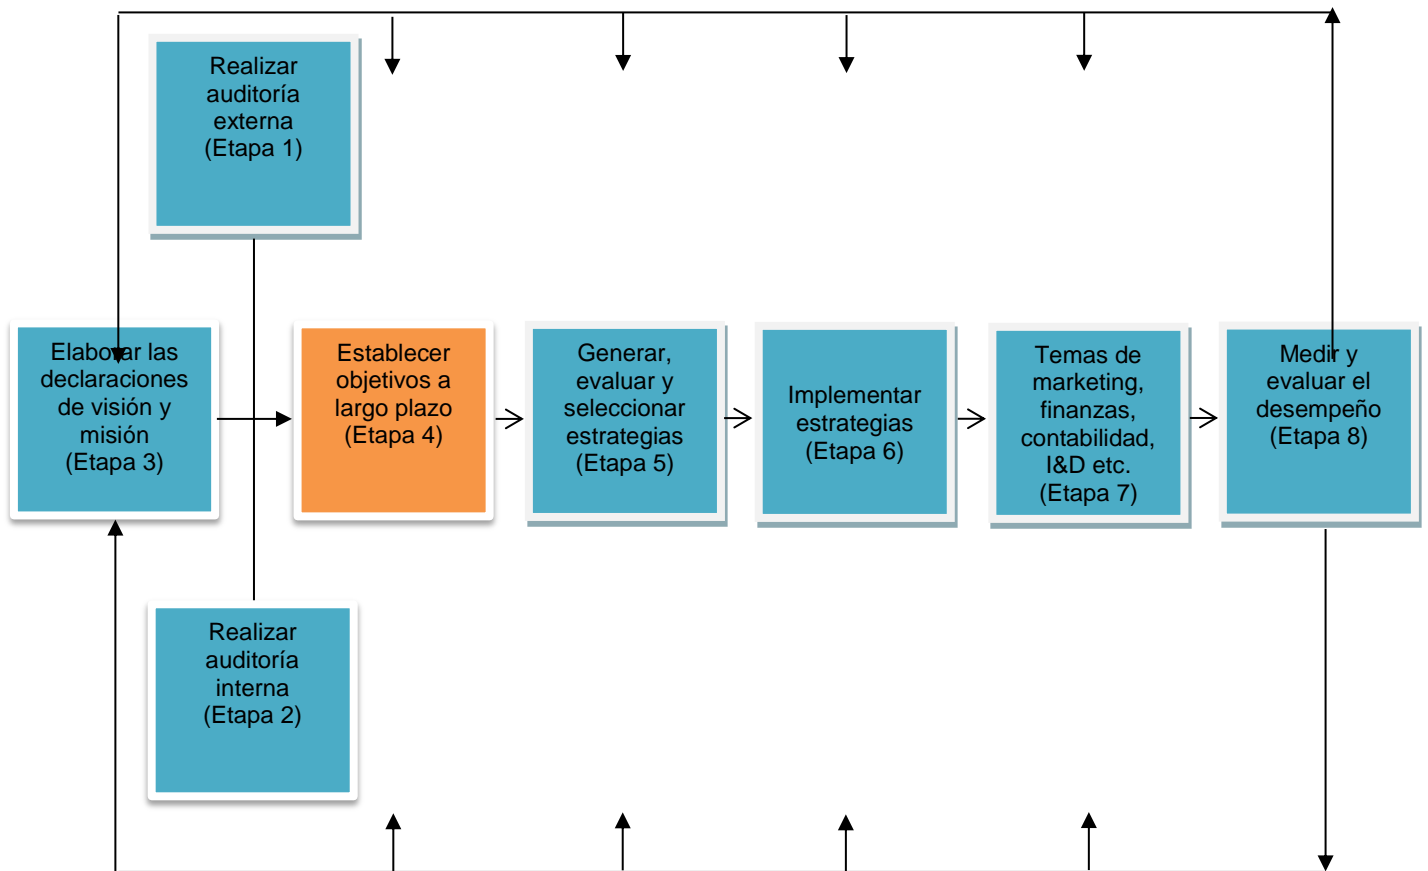 Realizar
auditoría
externa
(Etapa 1)
Elaborar las
declaraciones
de visión y
misión
(Etapa 3)
Establecer
objetivos a
largo plazo
(Etapa 4)
Generar,
evaluar y
seleccionar
estrategias
(Etapa 5)
Implementar
estrategias
(Etapa 6)
Temas de
marketing,
finanzas,
contabilidad,
I&D etc.
(Etapa 7)
Medir y
evaluar el
desempeño
(Etapa 8)
Realizar
auditoría
interna
(Etapa 2)